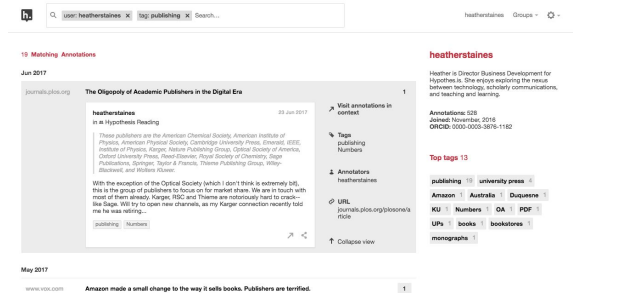 h.
user: heatherstaines x tag: publishing x Search...
heatherstaines Groups
19 Matching Annotations
Jun 2017
journals.plos.org The Oligopoly of Academic Publishers in the Digital Era 1
heatherstaines 23 Jun 2017
in Hypothesis Reading
These publishers are the American Chemical Society, American Institute of
Physics, American Physical Society, Cambridge University Press, Emerald, IEEE,
Institute of Physics, Karger, Nature Publishing Group, Optical Society of America,
Oxford University Press, Reed-Elsevier, Royal Society of Chemistry, Sage
Publications, Springer, Taylor & Francis, Thieme Publishing Group, Wiley-
Blackwell, and Wolters Kluwer.
With the exception of the Optical Society (which I don't think is extremely bit),
this is the group of publishers to focus on for market share. We are in touch with
most of them already. Karger, RSC and Thieme are notoriously hard to crack--
like Sage. Will try to open new channels, as my Karger connection recently told
me he was retiring...
publishing Numbers
Visit annotations in
context
Tags
publishing
Numbers
Annotators
heatherstaines
URL
journals.plos.org/plosone/a
rticle
Collapse view
May 2017
www.vox.com Amazon made a small change to the way it sells books. Publishers are terrified. 1
heatherstaines
Heather is Director Business Development for
Hypothes.is. She enjoys exploring the nexus
between technology, scholarly communications,
and teaching and learning.
Annotations: 528
Joined: November, 2016
ORCID: 0000-0003-3876-1182
Top tags 13
publishing 19 university press 4
Amazon 1 Australia 1 Duquesne 1
KU 1 Numbers 1 OA 1 PDF 1
UPs 1 books 1 bookstores 1
monographs 1